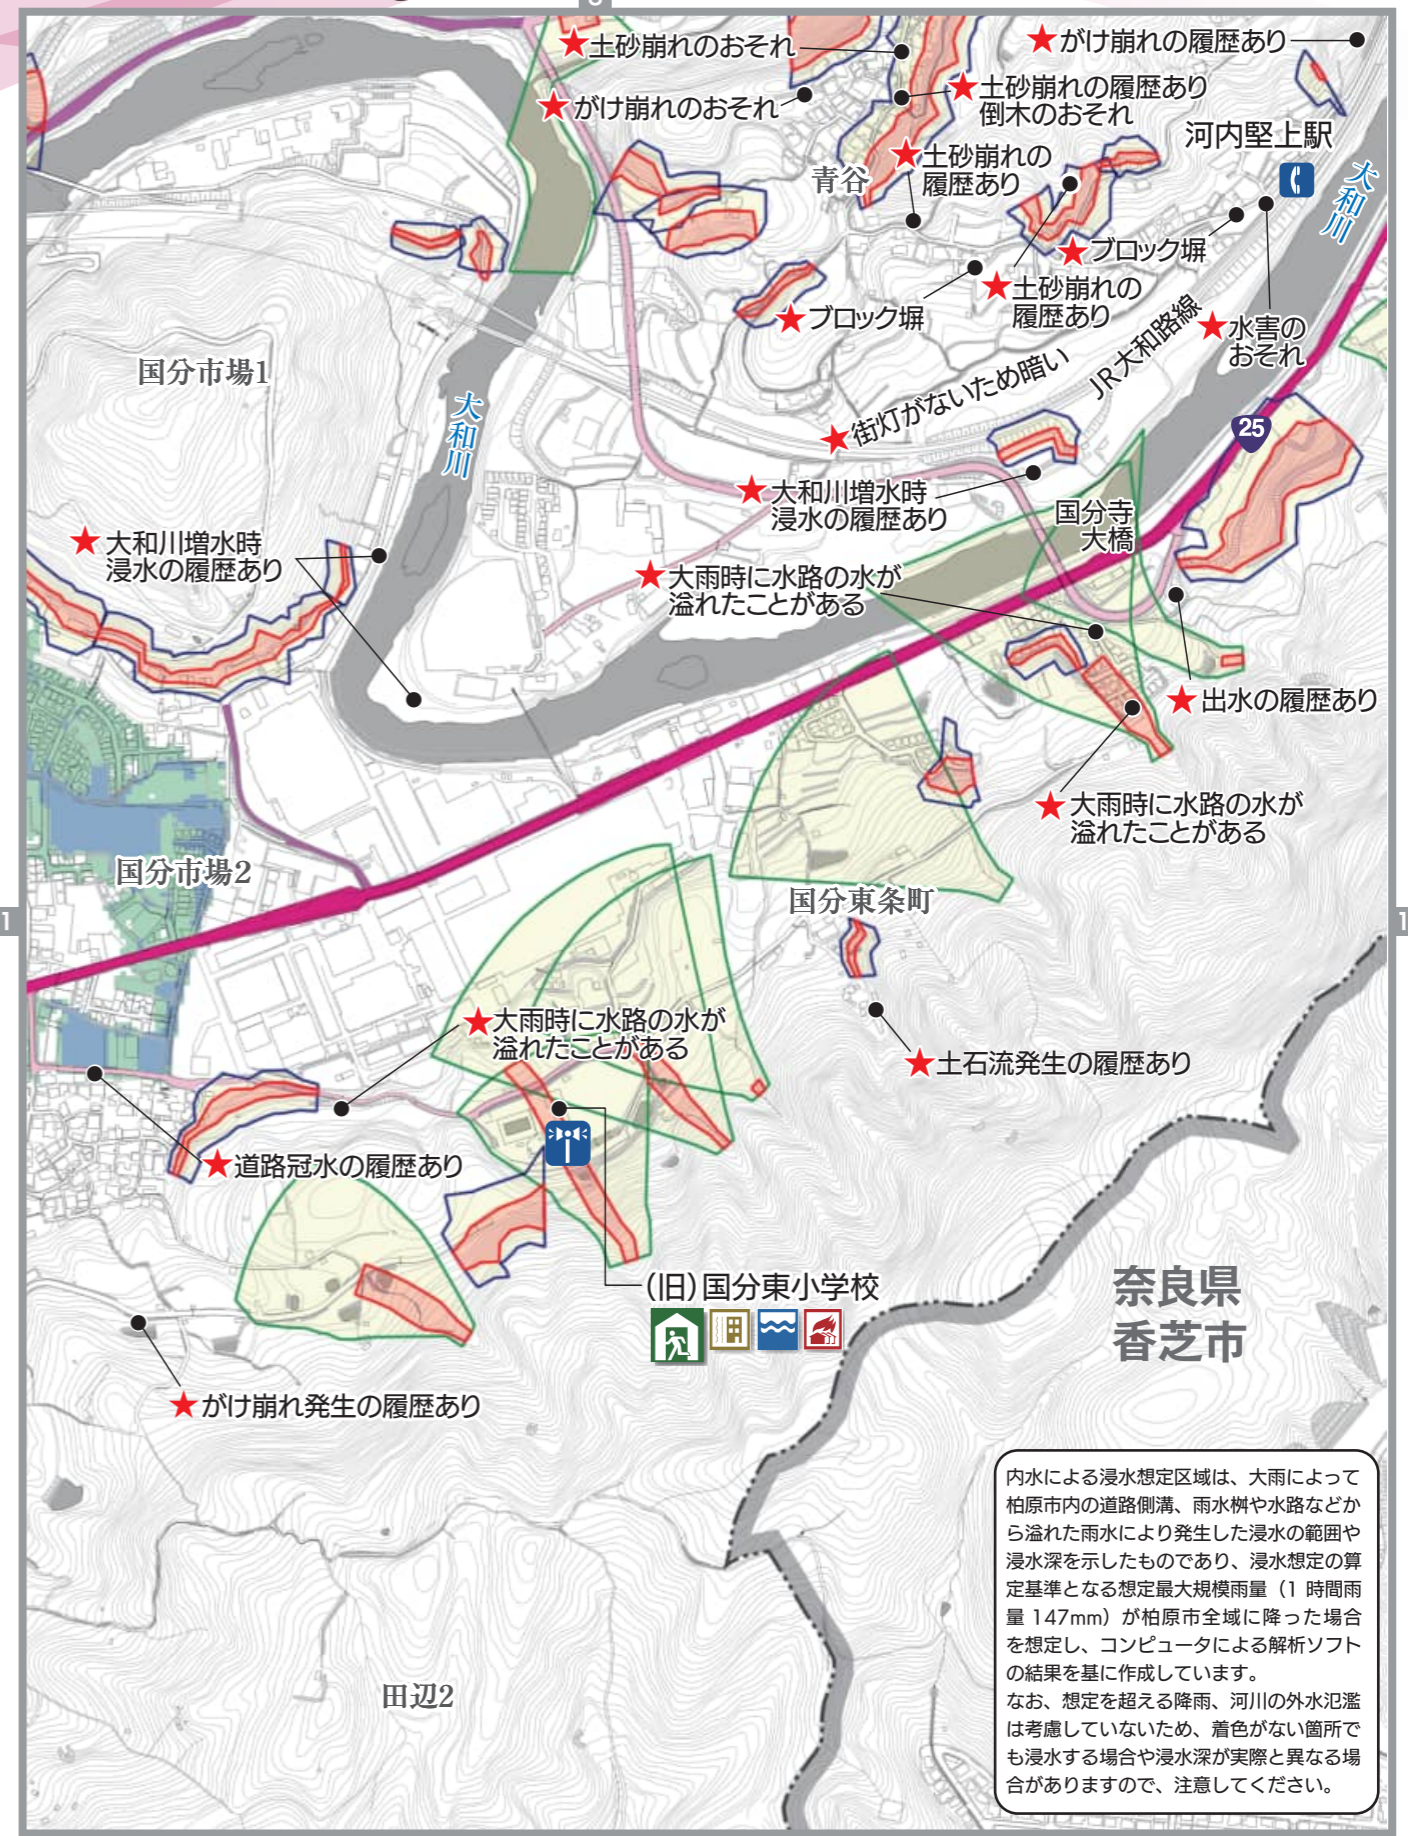 ★土砂崩れのおそれ
★がけ崩れの履歴あり
★がけ崩れのおそれ
★土砂崩れの履歴あり
倒木のおそれ
河内堅上駅
★土砂崩れの
履歴あり
青谷
大和川
★ブロック塀
★土砂崩れの
履歴あり
★ブロック塀
★水害の
おそれ
JR大和路線
国分市場1
★街灯がないため暗い
大和川
25
★大和川増水時
浸水の履歴あり
国分寺
大橋
★大和川増水時
浸水の履歴あり
★大雨時に水路の水が
溢れたことがある
★出水の履歴あり
★大雨時に水路の水が
溢れたことがある
国分市場2
国分東条町
1
1
★大雨時に水路の水が
溢れたことがある
★土石流発生の履歴あり
★道路冠水の履歴あり
(旧)国分東小学校
奈良県
香芝市
★がけ崩れ発生の履歴あり
田辺2
内水による浸水想定区域は、大雨によって
柏原市内の道路側溝、雨水桝や水路などか
ら溢れた雨水により発生した浸水の範囲や
浸水深を示したものであり、浸水想定の算
定基準となる想定最大規模雨量（1 時間雨
量 147mm）が柏原市全域に降った場合
を想定し、コンピュータによる解析ソフト
の結果を基に作成しています。
なお、想定を超える降雨、河川の外水氾濫
は考慮していないため、着色がない箇所で
も浸水する場合や浸水深が実際と異なる場
合がありますので、注意してください。